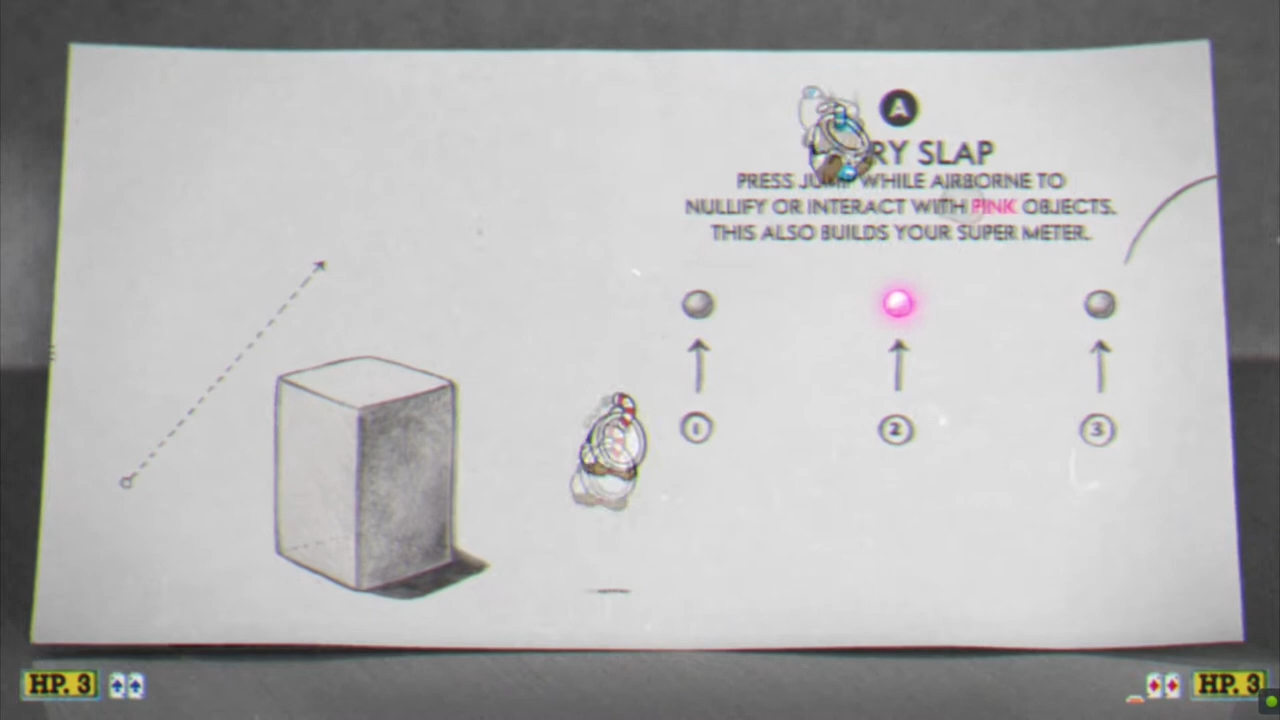 A
RY SLAP
PRESS JUMP WHILE AIRBORNE TO
NULLIFY OR INTERACT WITH PINK OBJECTS.
THIS ALSO BUILDS YOUR SUPER METER.
1 2 3
HP. 3 HP. 3